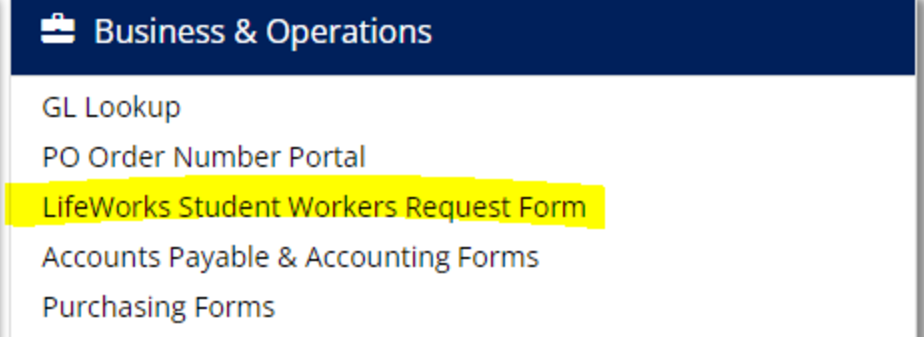 Business & Operations
GL Lookup
PO Order Number Portal
LifeWorks Student Workers Request Form
Accounts Payable & Accounting Forms
Purchasing Forms